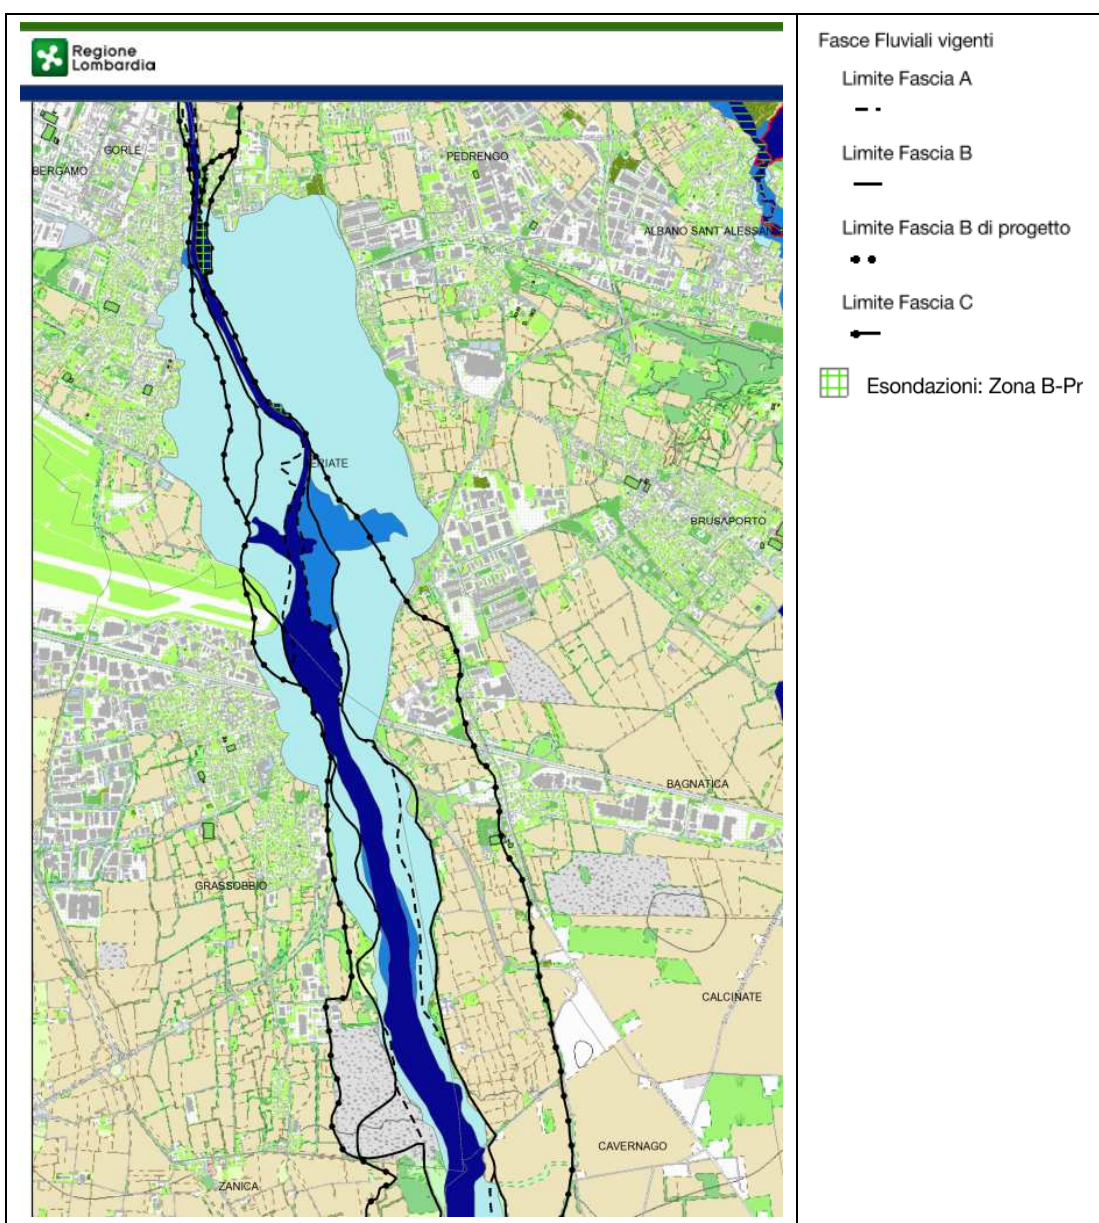 Regione
Lombardia
GORLE
BERGAMO
PEDRENGO
ALBANO SANT ALESSAN
ERIATE
BRUSAPORTO
BAGNATICA
GRASSOBBIO
CALCINATE
CAVERNAGO
ZANICA
Fasce Fluviali vigenti
Limite Fascia A
Limite Fascia B
Limite Fascia B di progetto
Limite Fascia C
Esondazioni: Zona B-Pr